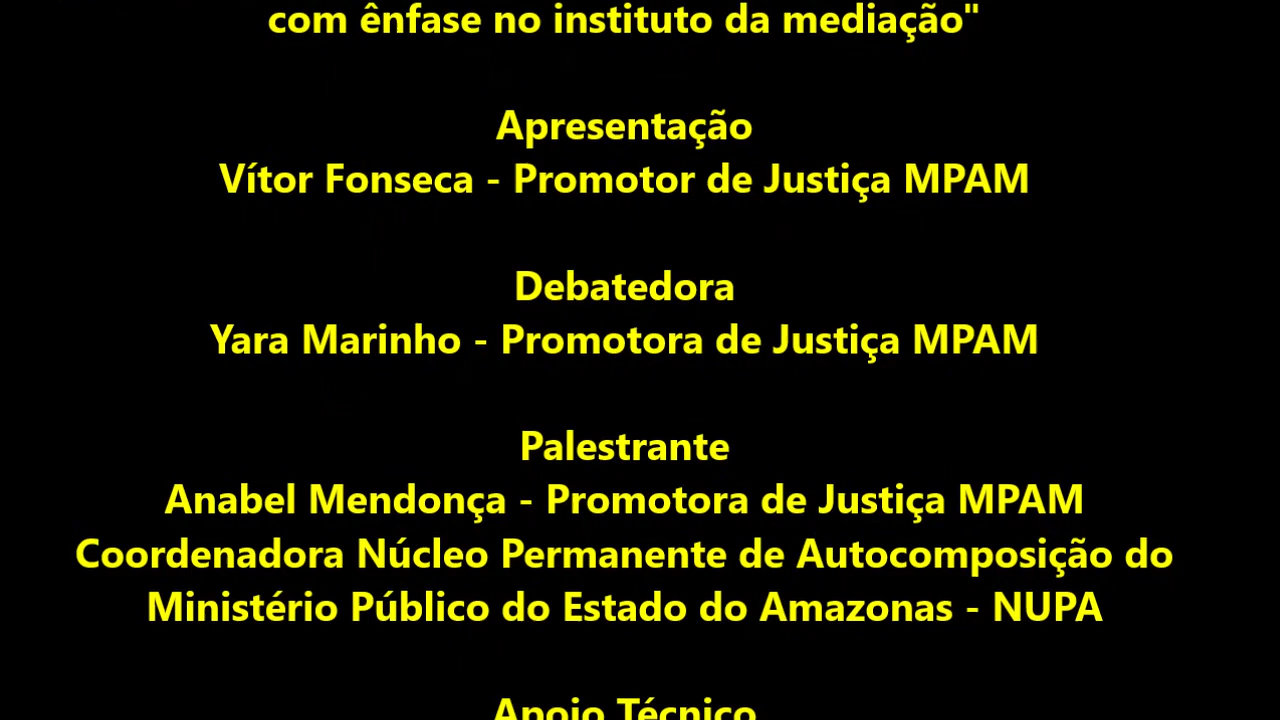 com ênfase no instituto da mediação"
Apresentação
Vítor Fonseca - Promotor de Justiça MPAM
Debatedora
Yara Marinho - Promotora de Justiça MPAM
Palestrante
Anabel Mendonça - Promotora de Justiça MPAM
Coordenadora Núcleo Permanente de Autocomposição do
Ministério Público do Estado do Amazonas - NUPA
Apoio Técnico